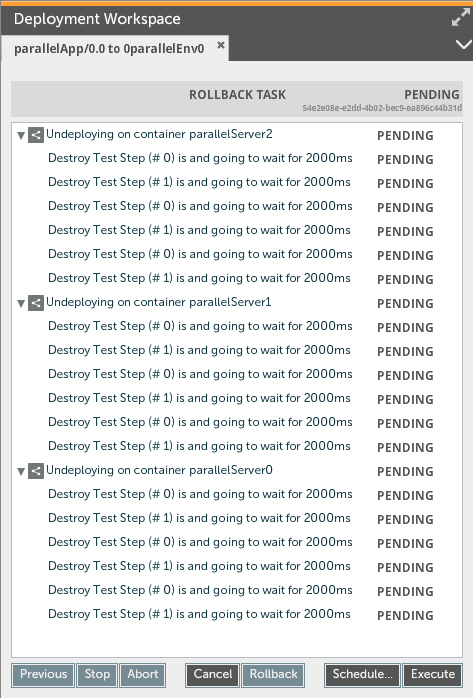 Deployment Workspace
parallelApp/0.0 to 0parallelEnv0
ROLLBACK TASK PENDING
54e2e08e-e2dd-4b02-bec9-ea896c44b31d
Undeploying on container parallelServer2 PENDING
Destroy Test Step (# 0) is and going to wait for 2000ms PENDING
Destroy Test Step (# 1) is and going to wait for 2000ms PENDING
Destroy Test Step (# 0) is and going to wait for 2000ms PENDING
Destroy Test Step (# 1) is and going to wait for 2000ms PENDING
Destroy Test Step (# 0) is and going to wait for 2000ms PENDING
Destroy Test Step (# 1) is and going to wait for 2000ms PENDING
Undeploying on container parallelServer1 PENDING
Destroy Test Step (# 0) is and going to wait for 2000ms PENDING
Destroy Test Step (# 1) is and going to wait for 2000ms PENDING
Destroy Test Step (# 0) is and going to wait for 2000ms PENDING
Destroy Test Step (# 1) is and going to wait for 2000ms PENDING
Destroy Test Step (# 0) is and going to wait for 2000ms PENDING
Destroy Test Step (# 1) is and going to wait for 2000ms PENDING
Undeploying on container parallelServer0 PENDING
Destroy Test Step (# 0) is and going to wait for 2000ms PENDING
Destroy Test Step (# 1) is and going to wait for 2000ms PENDING
Destroy Test Step (# 0) is and going to wait for 2000ms PENDING
Destroy Test Step (# 1) is and going to wait for 2000ms PENDING
Destroy Test Step (# 0) is and going to wait for 2000ms PENDING
Destroy Test Step (# 1) is and going to wait for 2000ms PENDING
Previous Stop Abort Cancel Rollback Schedule... Execute